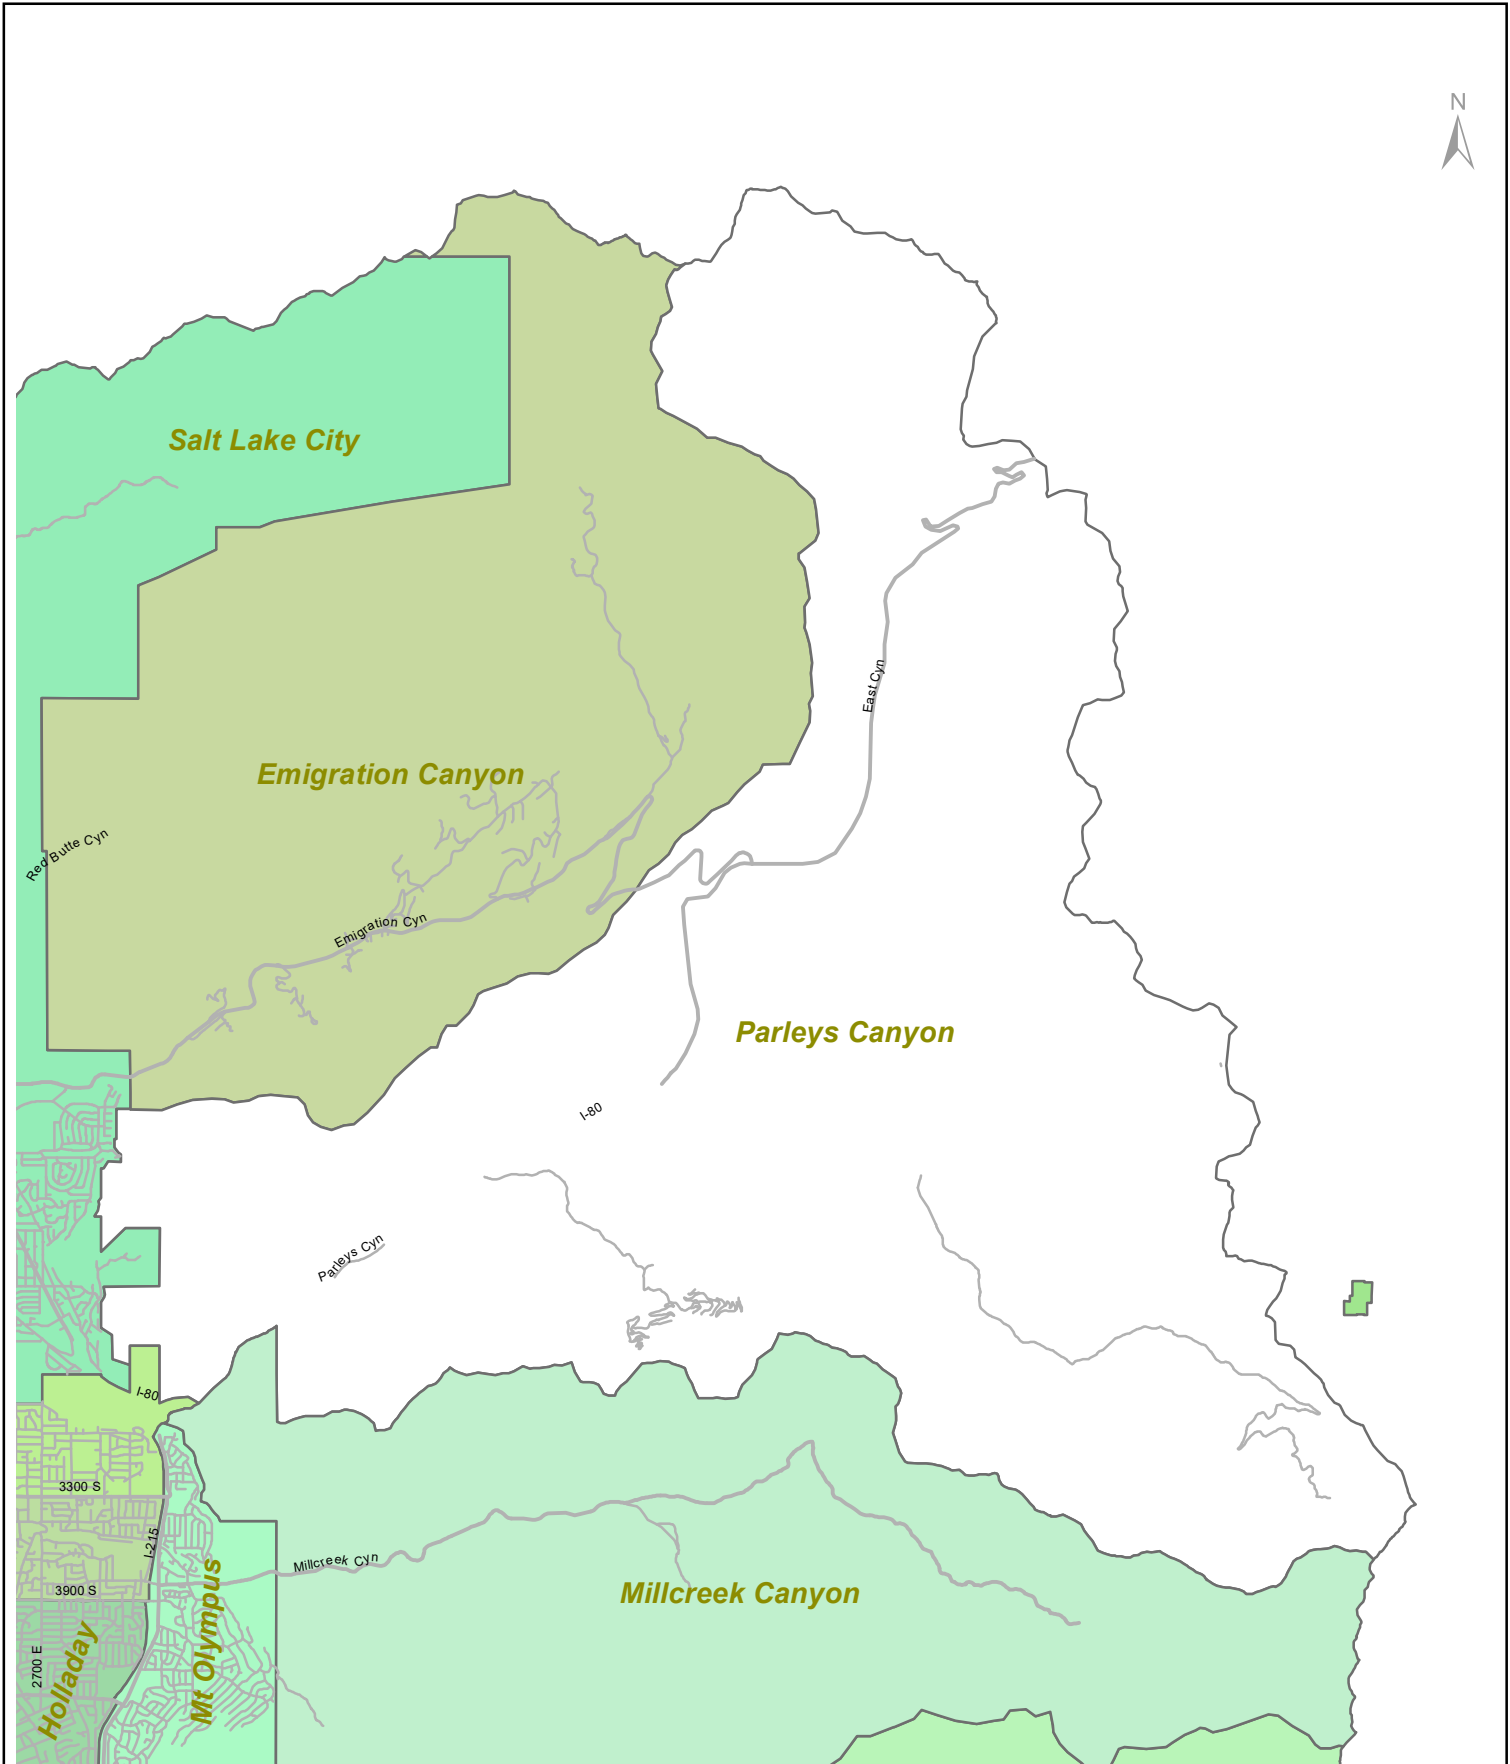 N
Salt Lake City
East Cyn
Emigration Canyon
Red Butte Cyn
Emigration Cyn
Parleys Canyon
I-80
Parleys Cyn
I-80
3300 S
I-215
Millcreek Cyn
3900 S
Millcreek Canyon
Mt Olympus
Holladay
2700 E